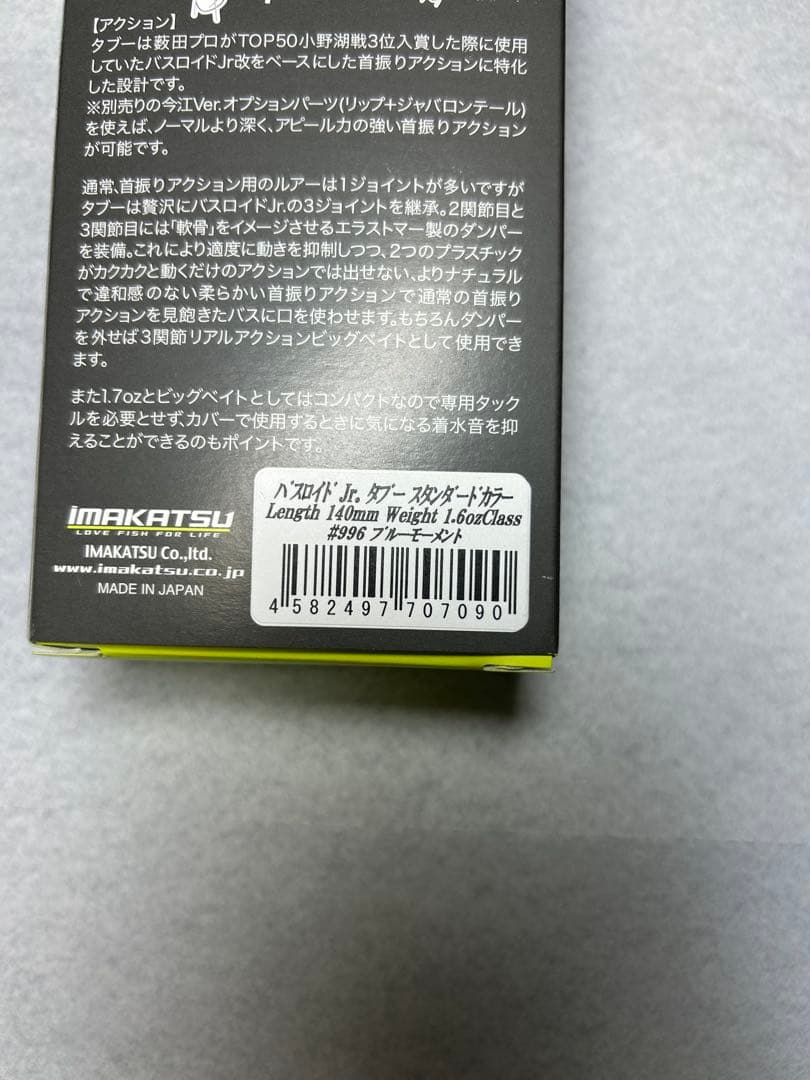 【アクション】
タブーは薮田プロがTOP50小野湖戦3位入賞した際に使用
していたバスロイドJr改をベースにした首振りアクションに特化
した設計です。
※別売りの今江Ver.オプションパーツ(リップ+ジャバロンテール)
を使えば、ノーマルより深く、アピール力の強い首振りアクション
が可能です。
通常、首振りアクション用のルアーは1ジョイントが多いですが
タブーは贅沢にバスロイドJr.の3ジョイントを継承。2関節目と
3関節目には「軟骨」をイメージさせるエラストマー製のダンパー
を装備。これにより適度に動きを抑制しつつ、2つのプラスチック
がカクカクと動くだけのアクションでは出せない、よりナチュラル
で違和感のない柔らかい首振りアクションで通常の首振り
アクションを見飽きたバスに口を使わせます。もちろんダンパー
を外せば3関節リアルアクションビッグベイトとして使用でき
ます。
また1.7ozとビッグベイトとしてはコンパクトなので専用タック
ルを必要とせず、カバーで使用するときに気になる着水音を抑
えることができるのもポイントです。
バスロイド Jr. タブー スタンダードカラー
Length 140mm Weight 1.6ozClass
#996 ブルーモーメント
4 582497 707090
IMAKATSU
LOVE FISH FOR LIFE
IMAKATSU Co.,ltd.
www.imakatsu.co.jp
MADE IN JAPAN